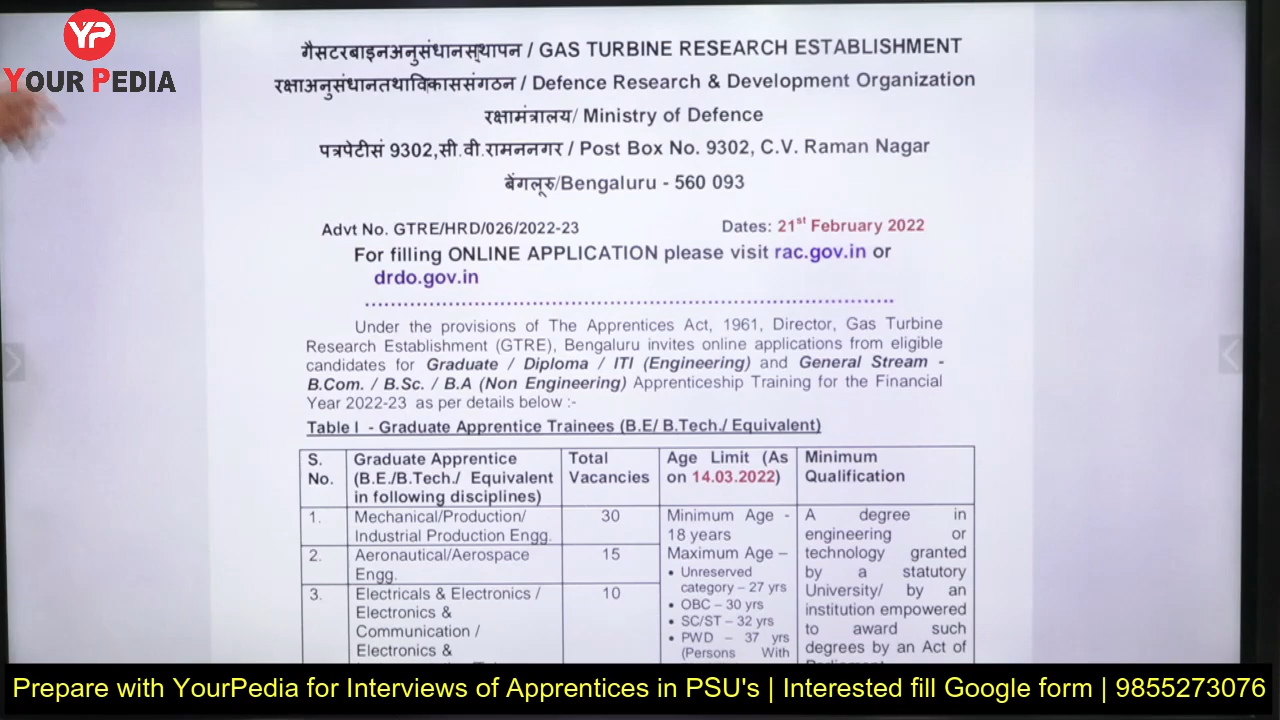 YP
YOUR PEDIA
गैसटरबाइनअनुसंधानस्थापन / GAS TURBINE RESEARCH ESTABLISHMENT
रक्षाअनुसंधानतथाविकाससंगठन / Defence Research & Development Organization
रक्षामंत्रालय/ Ministry of Defence
पत्रपेटीसं 9302,सी.वी.रामननगर / Post Box No. 9302, C.V. Raman Nagar
बेंगलूरु/Bengaluru - 560 093
Advt No. GTRE/HRD/026/2022-23 Dates: 21st February 2022
For filling ONLINE APPLICATION please visit rac.gov.in or
drdo.gov.in
Under the provisions of The Apprentices Act, 1961, Director, Gas Turbine
Research Establishment (GTRE), Bengaluru invites online applications from eligible
candidates for Graduate / Diploma / ITI (Engineering) and General Stream -
B.Com. / B.Sc. / B.A (Non Engineering) Apprenticeship Training for the Financial
Year 2022-23 as per details below :-
Table I - Graduate Apprentice Trainees (B.E/ B.Tech./ Equivalent)
S. No.
Graduate Apprentice
(B.E./B.Tech./ Equivalent
in following disciplines)
Total
Vacancies
Age Limit (As
on 14.03.2022)
Minimum
Qualification
1.
Mechanical/Production/
Industrial Production Engg.
30
2.
Aeronautical/Aerospace
Engg.
15
3.
Electricals & Electronics /
Electronics &
Communication /
Electronics &
10
Minimum Age -
18 years
Maximum Age –
• Unreserved
category – 27 yrs
• OBC – 30 yrs
• SC/ST – 32 yrs
• PWD – 37 yrs
(Persons With
A degree in
engineering or
technology granted
by a statutory
University/ by an
institution empowered
to award such
degrees by an Act of
Prepare with YourPedia for Interviews of Apprentices in PSU's | Interested fill Google form | 9855273076